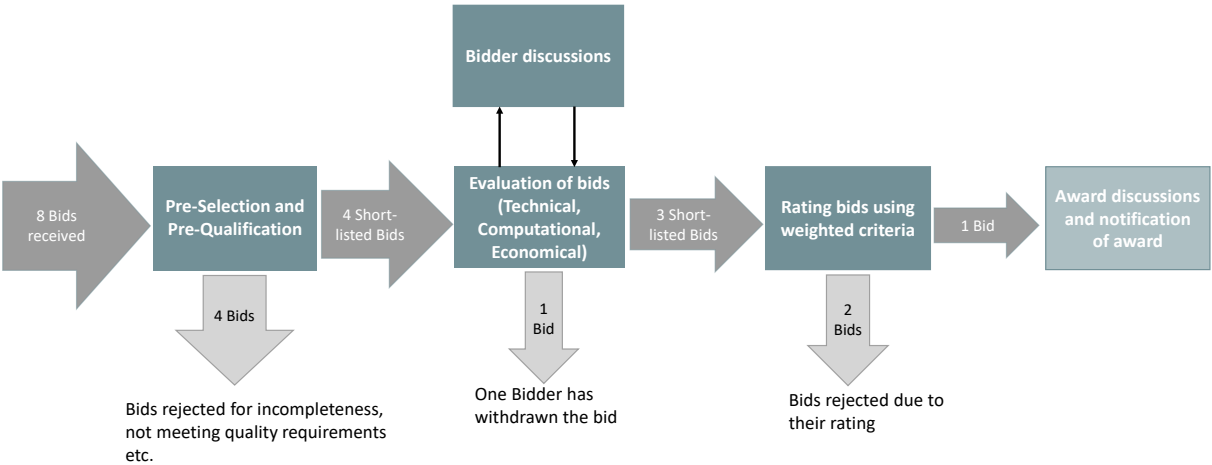 Bidder discussions
8 Bids
received
Pre-Selection and
Pre-Qualification
4 Short-
listed Bids
Evaluation of bids
(Technical,
Computational,
Economical)
3 Short-
listed Bids
Rating bids using
weighted criteria
1 Bid
Award discussions
and notification
of award
4 Bids
1
Bid
2
Bids
Bids rejected for incompleteness,
not meeting quality requirements
etc.
One Bidder has
withdrawn the bid
Bids rejected due to
their rating